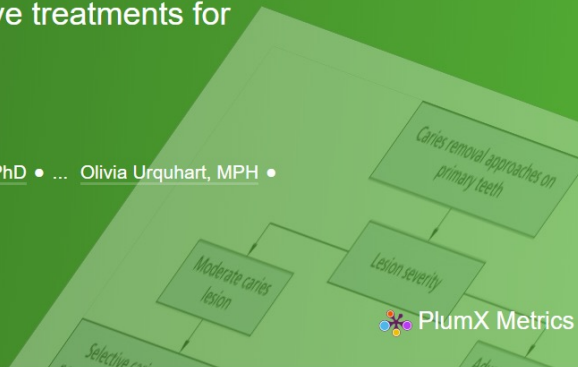 ve treatments for
PhD ● ... Olivia Urquhart, MPH ●
Caries removal approaches on
primary teeth
Moderate caries
lesion
Lesion severity
PlumX Metrics
Selective